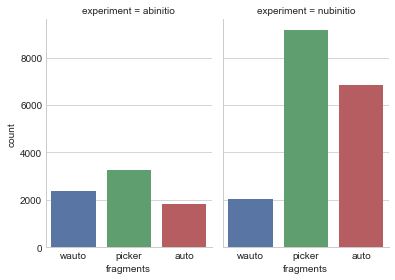 experiment = abinitio
experiment = nubinitio
count
8000
6000
4000
2000
0
wauto picker auto
wauto picker auto
fragments
fragments